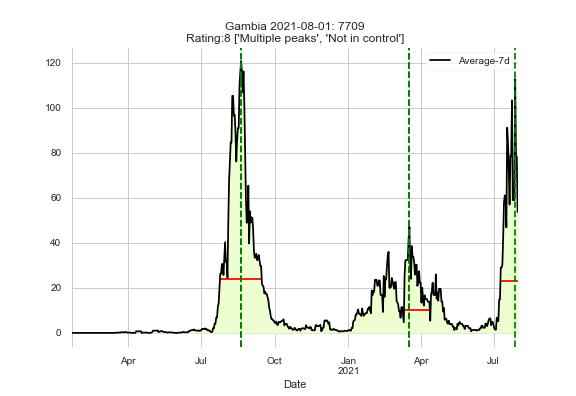 Gambia 2021-08-01: 7709
Rating:8 ['Multiple peaks', 'Not in control']
Average-7d
120
100
80
60
40
20
0
Apr Jul Oct Jan Apr Jul
2021
Date